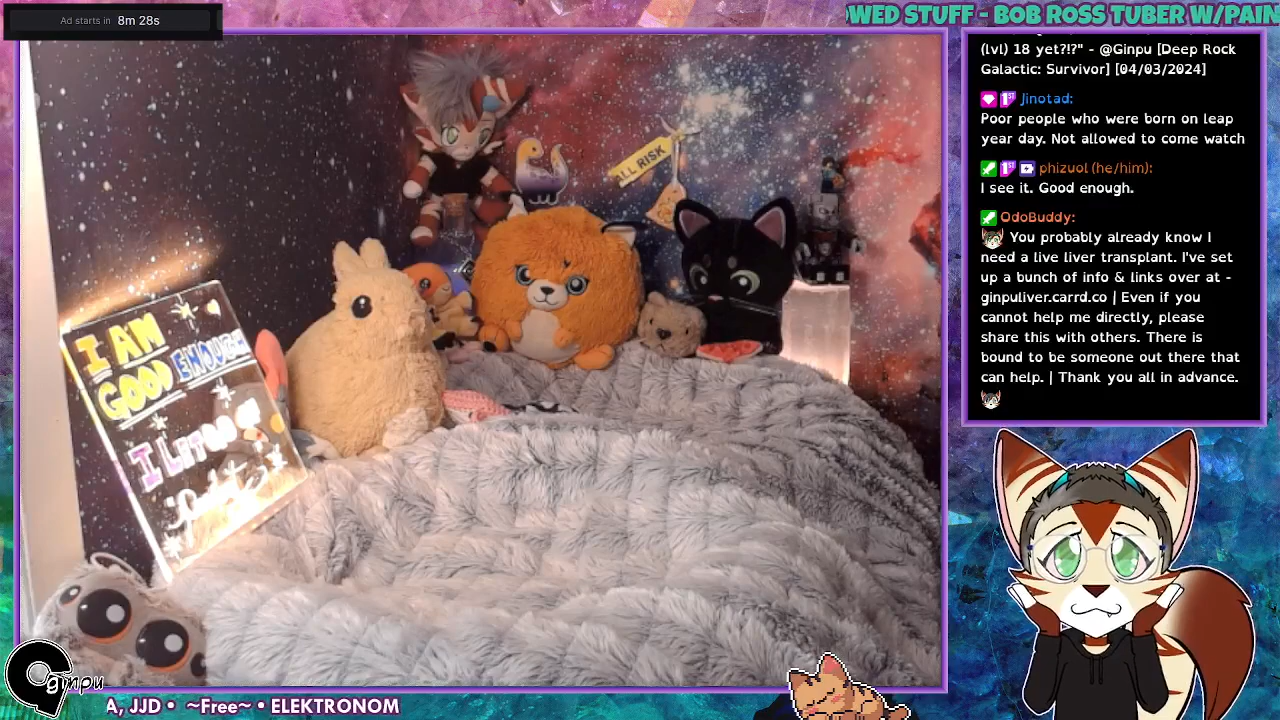 Ad starts in 8m 28s
OWED STUFF - BOB ROSS TUBER W/PAIN
(lvl) 18 yet?!?" - @Ginpu [Deep Rock
Galactic: Survivor] [04/03/2024]
Jinotad:
Poor people who were born on leap
year day. Not allowed to come watch
phizuol (he/him):
I see it. Good enough.
OdoBuddy:
You probably already know I
need a live liver transplant. I've set
up a bunch of info & links over at -
ginpuliver.carrd.co | Even if you
cannot help me directly, please
share this with others. There is
bound to be someone out there that
can help. | Thank you all in advance.
ALL RISK
I AM
GOOD ENOUGH
ginpu
A, JJD • ~Free~ • ELEKTRONOM